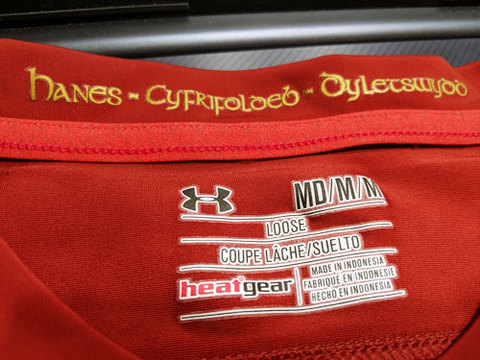 Hanes - Cyfrifoldeb - Dyletswydd
MD/M/M
LOOSE
COUPE LÂCHE/SUELTO
heatgear
MADE IN INDONESIA
FABRIQUÉ EN INDONÉSIE
HECHO EN INDONESIA